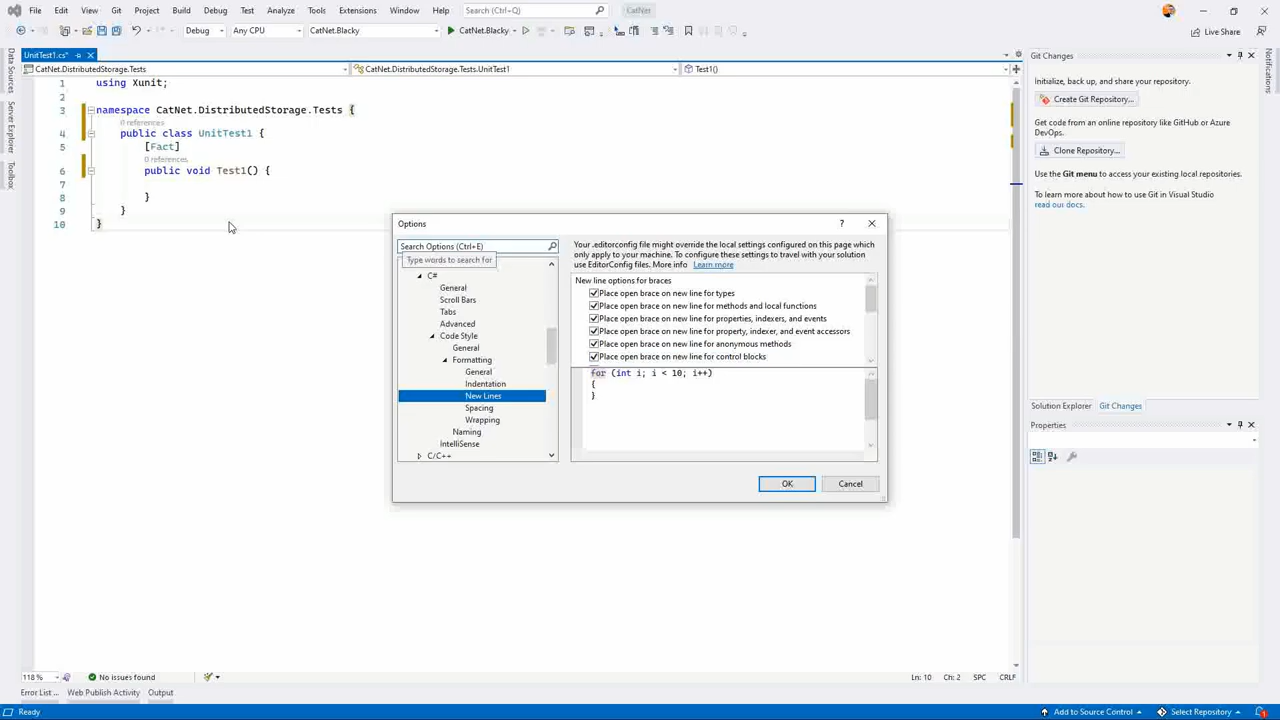 File Edit View Git Project Build Debug Test Analyze Tools Extensions Window Help Search (Ctrl+Q) CatNet
Debug Any CPU CatNet.Blacky CatNet.Blacky Live Share
UnitTest1.cs*
CatNet.DistributedStorage.Tests CatNet.DistributedStorage.Tests.UnitTest1 Test1()
Data Sources
Server Explorer
Toolbox
1 using Xunit;
2
3 namespace CatNet.DistributedStorage.Tests {
0 references
4 public class UnitTest1 {
5 [Fact]
0 references
6 public void Test1() {
7
8 }
9 }
10 }
Options
?
Search Options (Ctrl+E)
Type words to search for
C#
General
Scroll Bars
Tabs
Advanced
Code Style
General
Formatting
General
Indentation
New Lines
Spacing
Wrapping
Naming
IntelliSense
C/C++
Your .editorconfig file might override the local settings configured on this page which
only apply to your machine. To configure these settings to travel with your solution
use EditorConfig files. More info Learn more
New line options for braces
Place open brace on new line for types
Place open brace on new line for methods and local functions
Place open brace on new line for properties, indexers, and events
Place open brace on new line for property, indexer, and event accessors
Place open brace on new line for anonymous methods
Place open brace on new line for control blocks
for (int i; i < 10; i++)
{
}
OK Cancel
Git Changes
Initialize, back up, and share your repository.
Create Git Repository...
Get code from an online repository like GitHub or Azure
DevOps.
Clone Repository...
Use the Git menu to access your existing local repositories.
To learn more about how to use Git in Visual Studio
read our docs.
Solution Explorer Git Changes
Properties
Notifications
118 % No issues found Ln: 10 Ch: 2 SPC CRLF
Error List ... Web Publish Activity Output
Ready Add to Source Control Select Repository 1